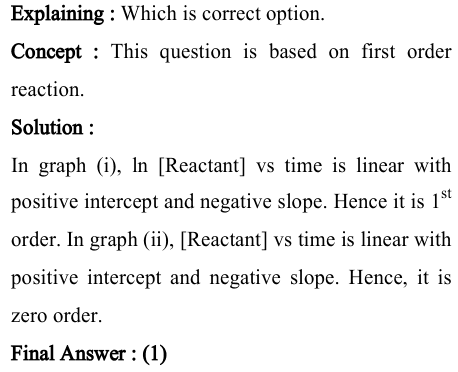 Explaining : Which is correct option.
Concept : This question is based on first order
reaction.
Solution :
In graph (i), ln [Reactant] vs time is linear with
positive intercept and negative slope. Hence it is 1st
order. In graph (ii), [Reactant] vs time is linear with
positive intercept and negative slope. Hence, it is
zero order.
Final Answer : (1)